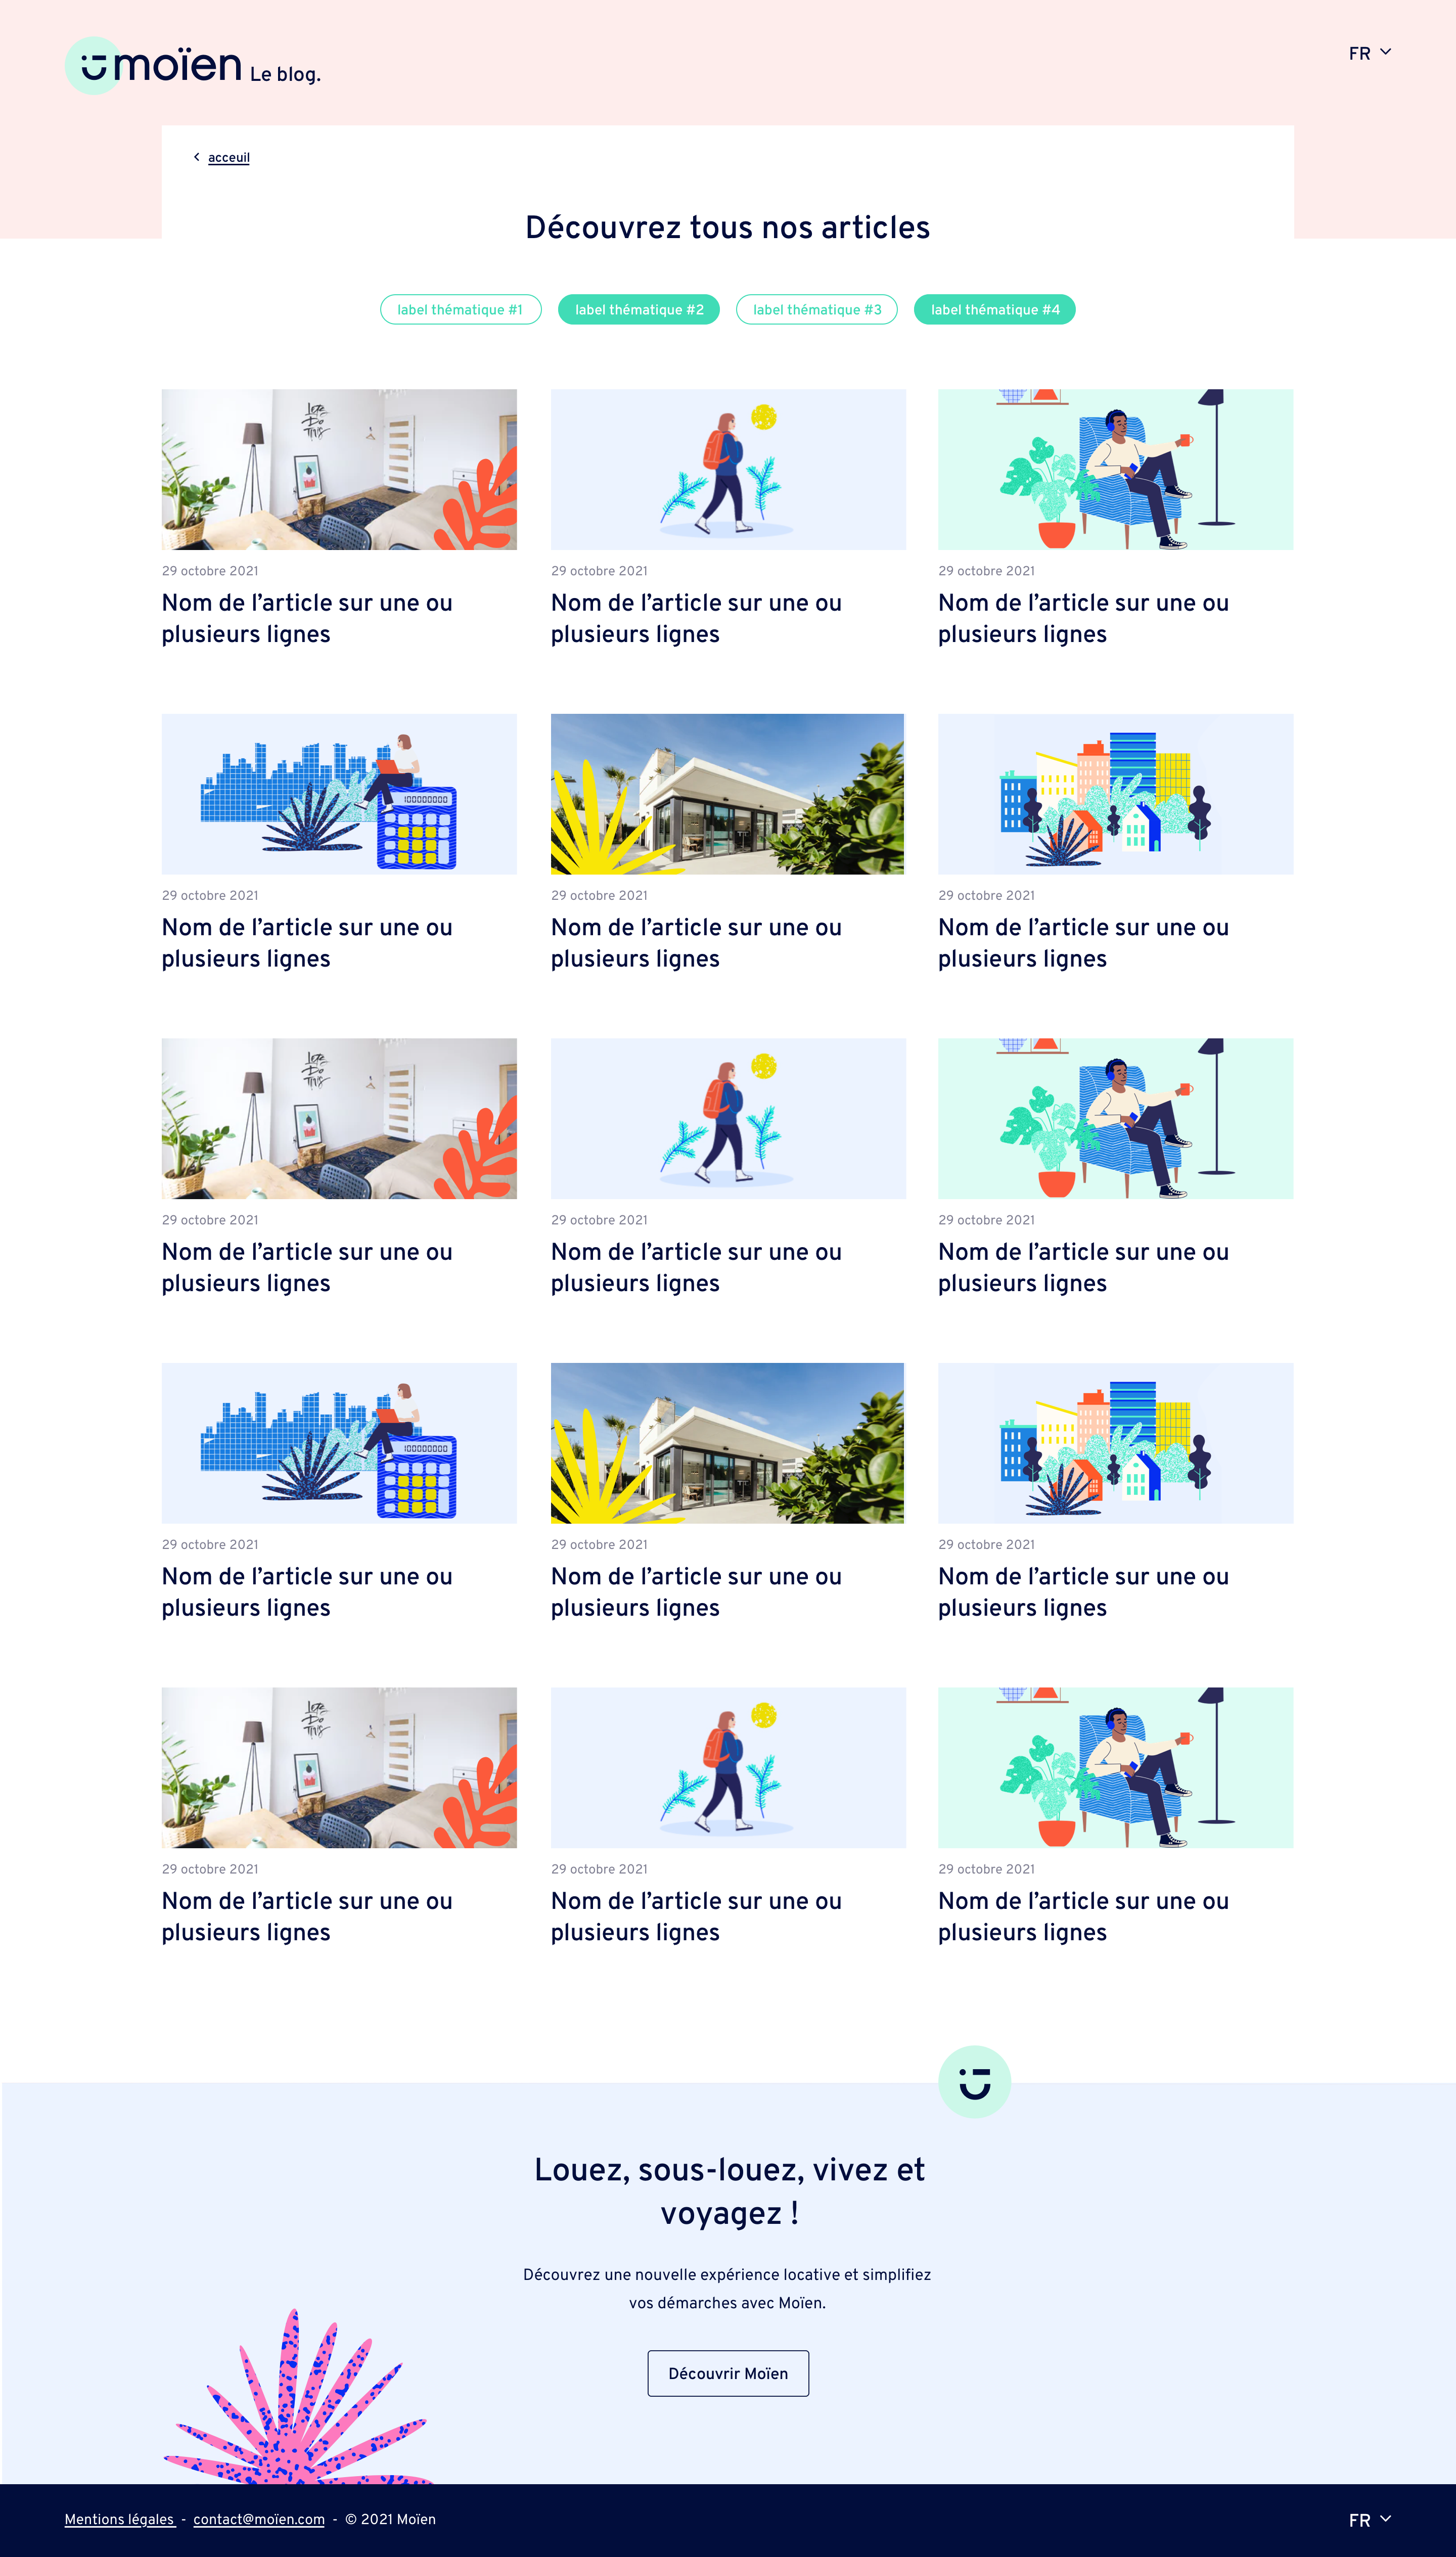 moïen Le blog.
FR
acceuil
Découvrez tous nos articles
label thématique #1
label thématique #2
label thématique #3
label thématique #4
29 octobre 2021
Nom de l’article sur une ou
plusieurs lignes
29 octobre 2021
Nom de l’article sur une ou
plusieurs lignes
29 octobre 2021
Nom de l’article sur une ou
plusieurs lignes
29 octobre 2021
Nom de l’article sur une ou
plusieurs lignes
29 octobre 2021
Nom de l’article sur une ou
plusieurs lignes
29 octobre 2021
Nom de l’article sur une ou
plusieurs lignes
29 octobre 2021
Nom de l’article sur une ou
plusieurs lignes
29 octobre 2021
Nom de l’article sur une ou
plusieurs lignes
29 octobre 2021
Nom de l’article sur une ou
plusieurs lignes
29 octobre 2021
Nom de l’article sur une ou
plusieurs lignes
29 octobre 2021
Nom de l’article sur une ou
plusieurs lignes
29 octobre 2021
Nom de l’article sur une ou
plusieurs lignes
29 octobre 2021
Nom de l’article sur une ou
plusieurs lignes
29 octobre 2021
Nom de l’article sur une ou
plusieurs lignes
29 octobre 2021
Nom de l’article sur une ou
plusieurs lignes
Louez, sous-louez, vivez et
voyagez !
Découvrez une nouvelle expérience locative et simplifiez
vos démarches avec Moïen.
Découvrir Moïen
Mentions légales - contact@moïen.com - © 2021 Moïen
FR